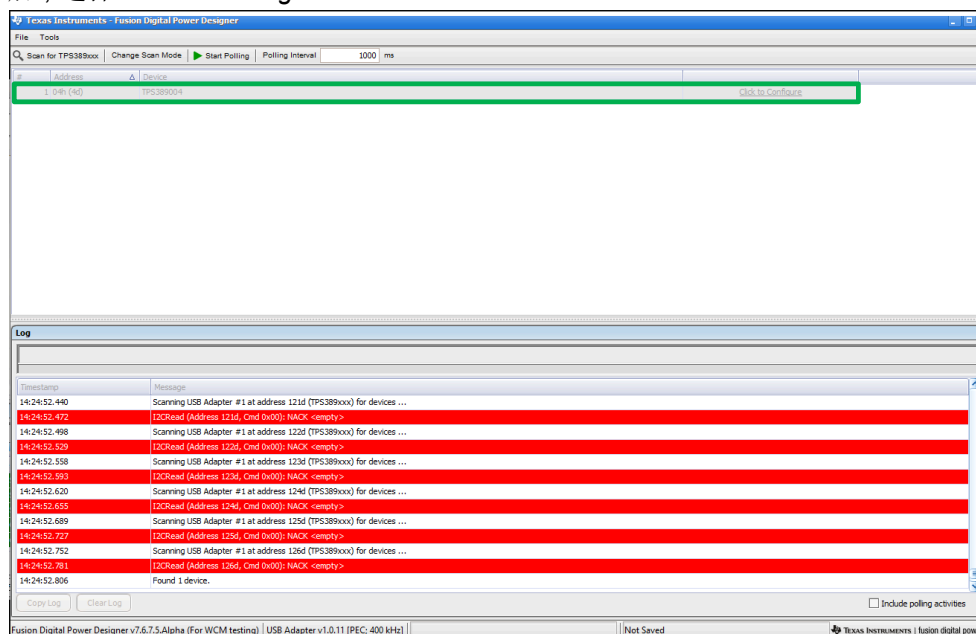 Texas Instruments - Fusion Digital Power Designer
File Tools
Scan for TPS389xxx Change Scan Mode Start Polling Polling Interval 1000 ms
# Address Device
1 04h (4d) TPS389004 Click to Configure
Log
Timestamp Message
14:24:52.440 Scanning USB Adapter #1 at address 121d (TPS389xxx) for devices ...
14:24:52.472 I2CRead (Address 121d, Cmd 0x00): NACK <empty>
14:24:52.498 Scanning USB Adapter #1 at address 122d (TPS389xxx) for devices ...
14:24:52.529 I2CRead (Address 122d, Cmd 0x00): NACK <empty>
14:24:52.558 Scanning USB Adapter #1 at address 123d (TPS389xxx) for devices ...
14:24:52.593 I2CRead (Address 123d, Cmd 0x00): NACK <empty>
14:24:52.620 Scanning USB Adapter #1 at address 124d (TPS389xxx) for devices ...
14:24:52.655 I2CRead (Address 124d, Cmd 0x00): NACK <empty>
14:24:52.689 Scanning USB Adapter #1 at address 125d (TPS389xxx) for devices ...
14:24:52.727 I2CRead (Address 125d, Cmd 0x00): NACK <empty>
14:24:52.752 Scanning USB Adapter #1 at address 126d (TPS389xxx) for devices ...
14:24:52.781 I2CRead (Address 126d, Cmd 0x00): NACK <empty>
14:24:52.806 Found 1 device.
Copy Log Clear Log Include polling activities
Fusion Digital Power Designer v7.6.7.5.Alpha (For WCM testing) USB Adapter v1.0.11 [PEC; 400 kHz] Not Saved TEXAS INSTRUMENTS | fusion digital pow